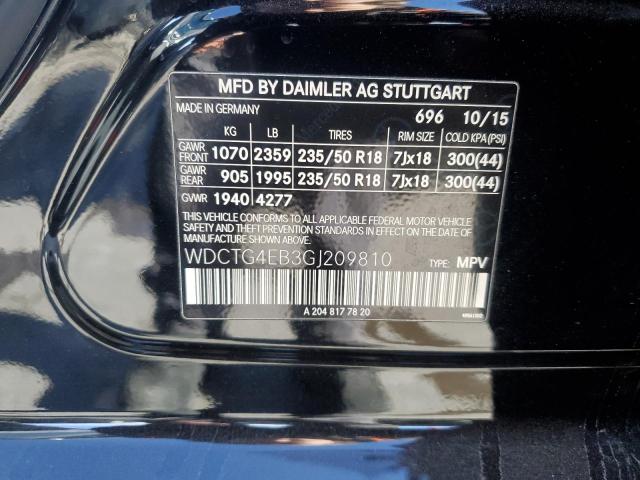 MFD BY DAIMLER AG STUTTGART
MADE IN GERMANY 696 10/15
KG LB TIRES RIM SIZE COLD KPA(PSI)
GAWR FRONT 1070 2359 235/50 R18 7Jx18 300(44)
GAWR REAR 905 1995 235/50 R18 7Jx18 300(44)
GVWR 1940 4277
THIS VEHICLE CONFORMS TO ALL APPLICABLE FEDERAL MOTOR VEHICLE
SAFETY AND THEFT PREVENTION STANDARDS IN EFFECT ON THE DATE OF
MANUFACTURE SHOWN ABOVE.
WDCTG4EB3GJ209810 TYPE: MPV
A 204 817 78 20